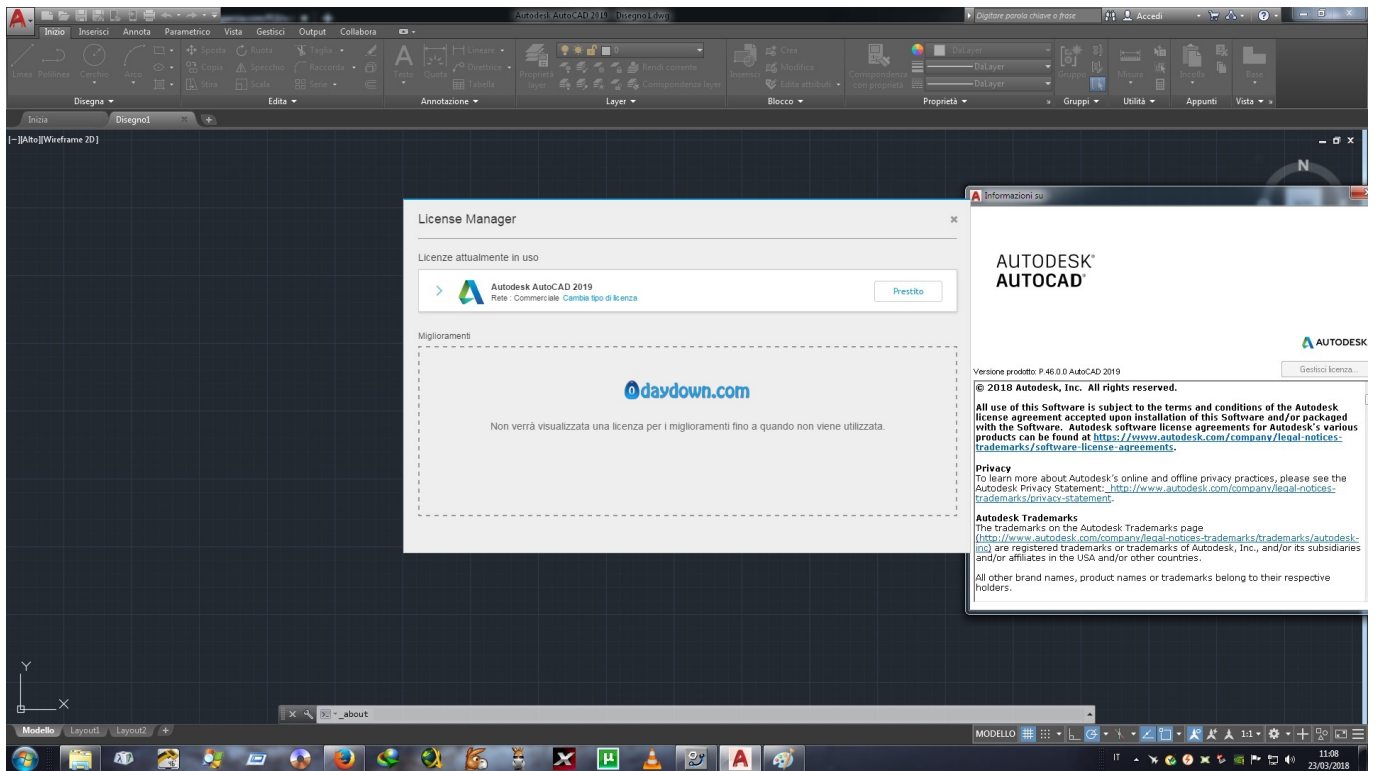 Autodesk AutoCAD 2019 Disegno1.dwg
Digitare parola chiave o frase
Accedi
Inizio Inserisci Annota Parametrico Vista Gestisci Output Collabora
Linea Polilinea Cerchio Arco
Sposta Ruota Taglia
Copia Specchio Raccorda
Stira Scala Serie
Testo Quota
Lineare
Direttrice
Tabella
Proprietà layer
0
Rendi corrente
Corrispondenza layer
Inserisci
Crea
Modifica
Edita attributi
Corrispondenza con proprietà
DaLayer
DaLayer
DaLayer
Gruppo
Misura
Incolla
Base
Disegna
Edita
Annotazione
Layer
Blocco
Proprietà
Gruppi
Utilità
Appunti
Vista
Inizia
Disegno1
[−][Alto][Wireframe 2D]
N
License Manager
Licenze attualmente in uso
Autodesk AutoCAD 2019
Rete : Commerciale Cambia tipo di licenza
Prestito
Miglioramenti
0daydown.com
Non verrà visualizzata una licenza per i miglioramenti fino a quando non viene utilizzata.
Informazioni su
AUTODESK®
AUTOCAD®
AUTODESK
Versione prodotto: P.46.0.0 AutoCAD 2019
Gestisci licenza...
© 2018 Autodesk, Inc. All rights reserved.
All use of this Software is subject to the terms and conditions of the Autodesk
license agreement accepted upon installation of this Software and/or packaged
with the Software. Autodesk software license agreements for Autodesk's various
products can be found at https://www.autodesk.com/company/legal-notices-
trademarks/software-license-agreements.
Privacy
To learn more about Autodesk's online and offline privacy practices, please see the
Autodesk Privacy Statement: http://www.autodesk.com/company/legal-notices-
trademarks/privacy-statement.
Autodesk Trademarks
The trademarks on the Autodesk Trademarks page
(http://www.autodesk.com/company/legal-notices-trademarks/trademarks/autodesk-
inc) are registered trademarks or trademarks of Autodesk, Inc., and/or its subsidiaries
and/or affiliates in the USA and/or other countries.
All other brand names, product names or trademarks belong to their respective
holders.
Y
X
_about
Modello Layout1 Layout2
MODELLO
1:1
IT
11:08
23/03/2018